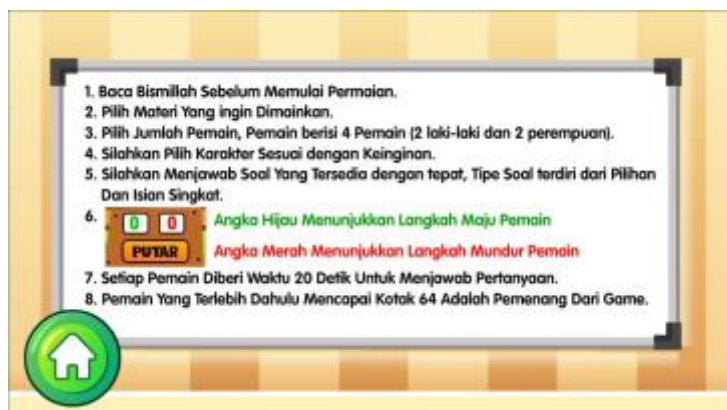 1. Baca Bismillah Sebelum Memulai Permaian.
2. Pilih Materi Yang ingin Dimainkan.
3. Pilih Jumlah Pemain, Pemain berisi 4 Pemain (2 laki-laki dan 2 perempuan).
4. Silahkan Pilih Karakter Sesuai dengan Keinginan.
5. Silahkan Menjawab Soal Yang Tersedia dengan tepat, Tipe Soal terdiri dari Pilihan
Dan Isian Singkat.
6. 0 0 Angka Hijau Menunjukkan Langkah Maju Pemain
PUTAR Angka Merah Menunjukkan Langkah Mundur Pemain
7. Setiap Pemain Diberi Waktu 20 Detik Untuk Menjawab Pertanyaan.
8. Pemain Yang Terlebih Dahulu Mencapai Kotak 64 Adalah Pemenang Dari Game.